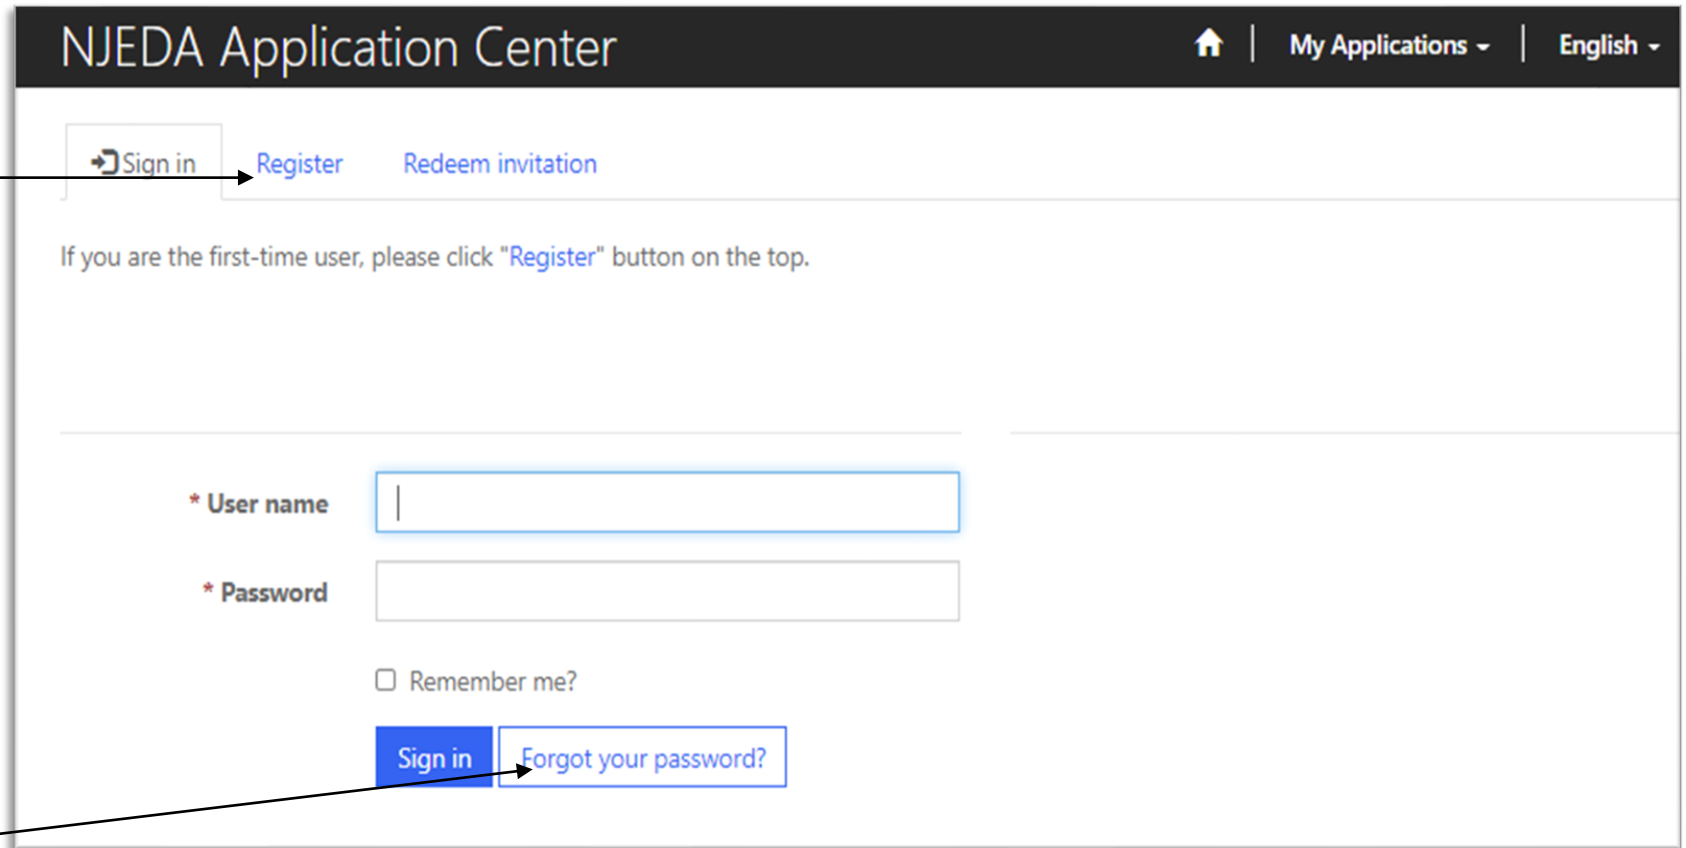 NJEDA Application Center
My Applications
English
Sign in
Register
Redeem invitation
If you are the first-time user, please click "Register" button on the top.
* User name
* Password
Remember me?
Sign in
Forgot your password?